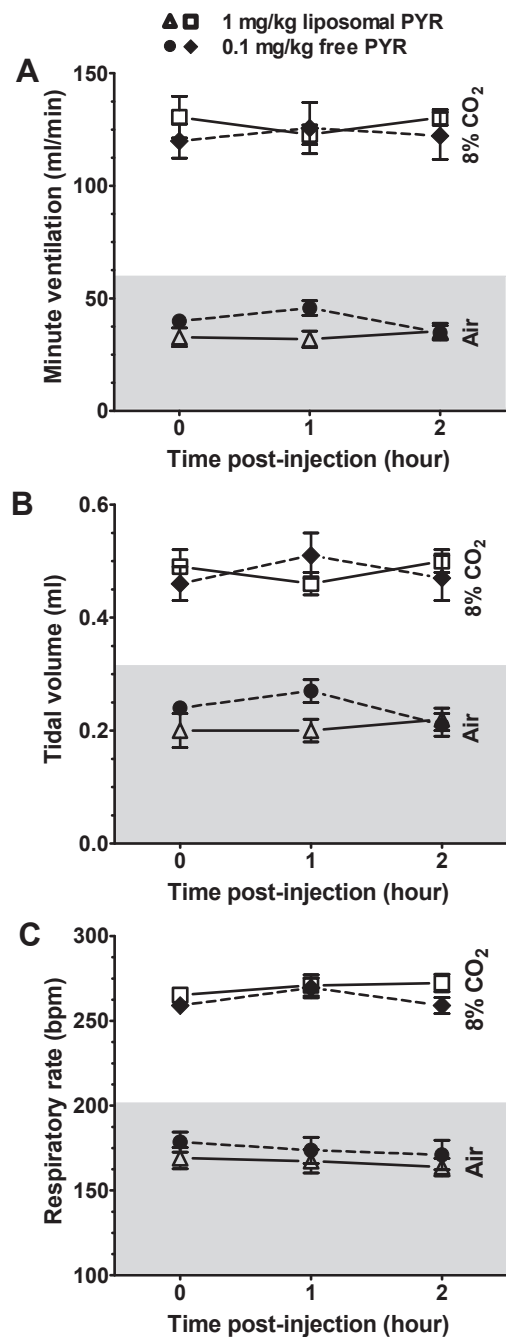 1 mg/kg liposomal PYR
0.1 mg/kg free PYR
A
150
100
50
0
Minute ventilation (ml/min)
8% CO₂
Air
0 1 2
Time post-injection (hour)
B
0.6
0.4
0.2
0.0
Tidal volume (ml)
8% CO₂
Air
0 1 2
Time post-injection (hour)
C
300
250
200
150
100
Respiratory rate (bpm)
8% CO₂
Air
0 1 2
Time post-injection (hour)